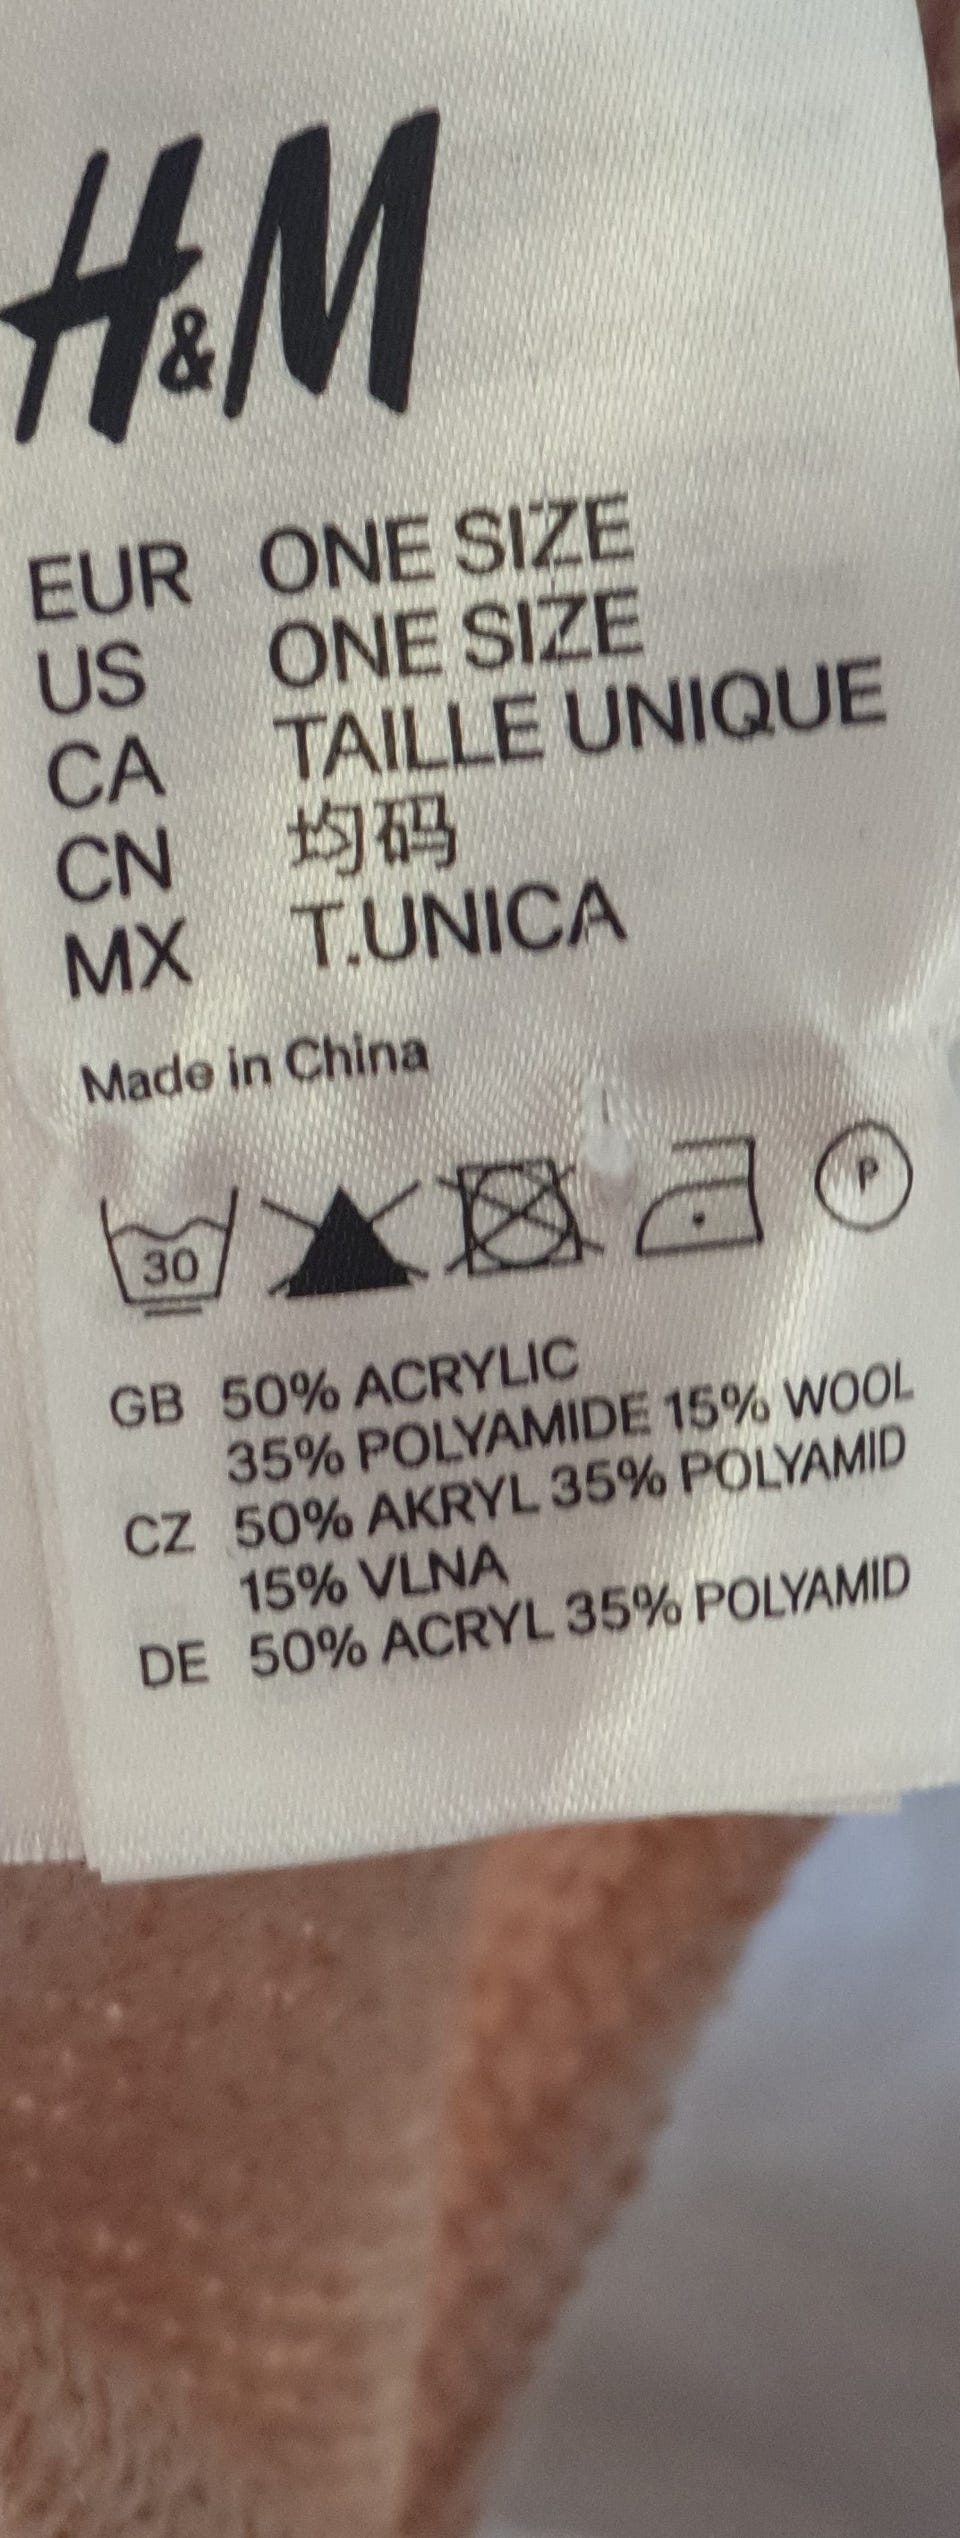 H&M
EUR ONE SIZE
US ONE SIZE
CA TAILLE UNIQUE
CN 均码
MX T.UNICA
Made in China
30 P
GB 50% ACRYLIC
35% POLYAMIDE 15% WOOL
CZ 50% AKRYL 35% POLYAMID
15% VLNA
DE 50% ACRYL 35% POLYAMID